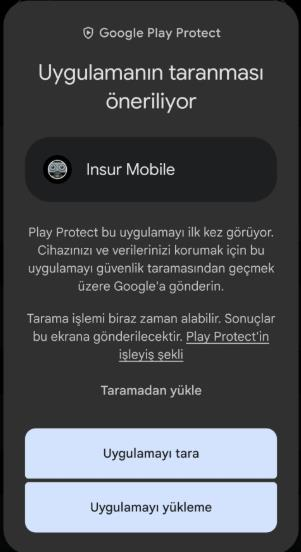 Google Play Protect
Uygulamanın taranması
öneriliyor
Insur Mobile
Play Protect bu uygulamayı ilk kez görüyor.
Cihazınızı ve verilerinizi korumak için bu
uygulamayı güvenlik taramasından geçmek
üzere Google'a gönderin.
Tarama işlemi biraz zaman alabilir. Sonuçlar
bu ekrana gönderilecektir. Play Protect'in
işleyiş şekli
Taramadan yükle
Uygulamayı tara
Uygulamayı yükleme